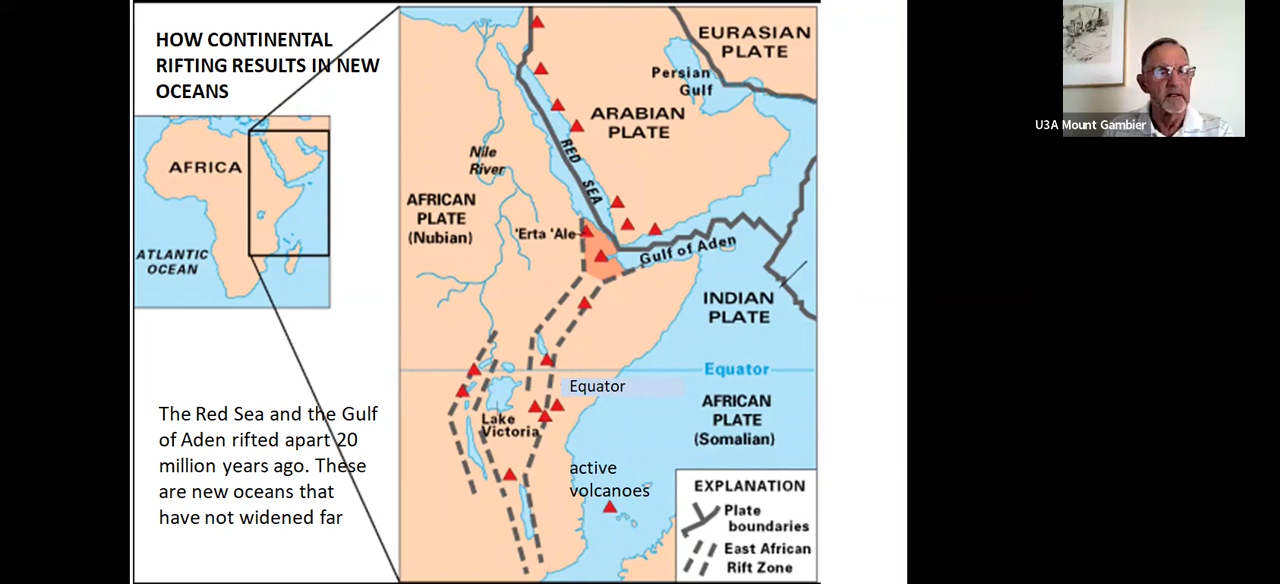 HOW CONTINENTAL
RIFTING RESULTS IN NEW
OCEANS
AFRICA
ATLANTIC
OCEAN
The Red Sea and the Gulf
of Aden rifted apart 20
million years ago. These
are new oceans that
have not widened far
EURASIAN
PLATE
Persian
Gulf
ARABIAN
PLATE
Nile
River
RED
SEA
AFRICAN
PLATE
(Nubian)
'Erta 'Ale
Gulf of Aden
INDIAN
PLATE
Equator
Equator
AFRICAN
PLATE
(Somalian)
Lake
Victoria
active
volcanoes
EXPLANATION
Plate
boundaries
East African
Rift Zone
U3A Mount Gambier